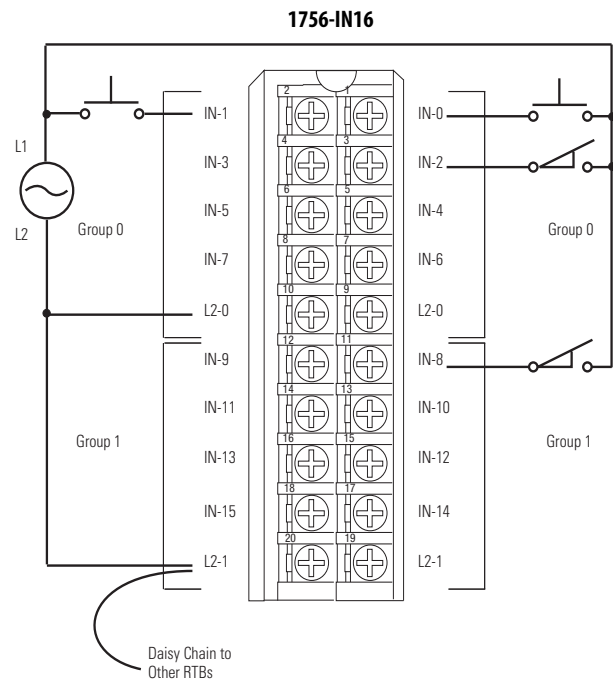 1756-IN16
2 1
IN-1 IN-0
L1
4 3
IN-3 IN-2
6 5
IN-5 IN-4
L2
Group 0 Group 0
8 7
IN-7 IN-6
10 9
L2-0 L2-0
12 11
IN-9 IN-8
14 13
IN-11 IN-10
Group 1 Group 1
16 15
IN-13 IN-12
18 17
IN-15 IN-14
20 19
L2-1 L2-1
Daisy Chain to
Other RTBs